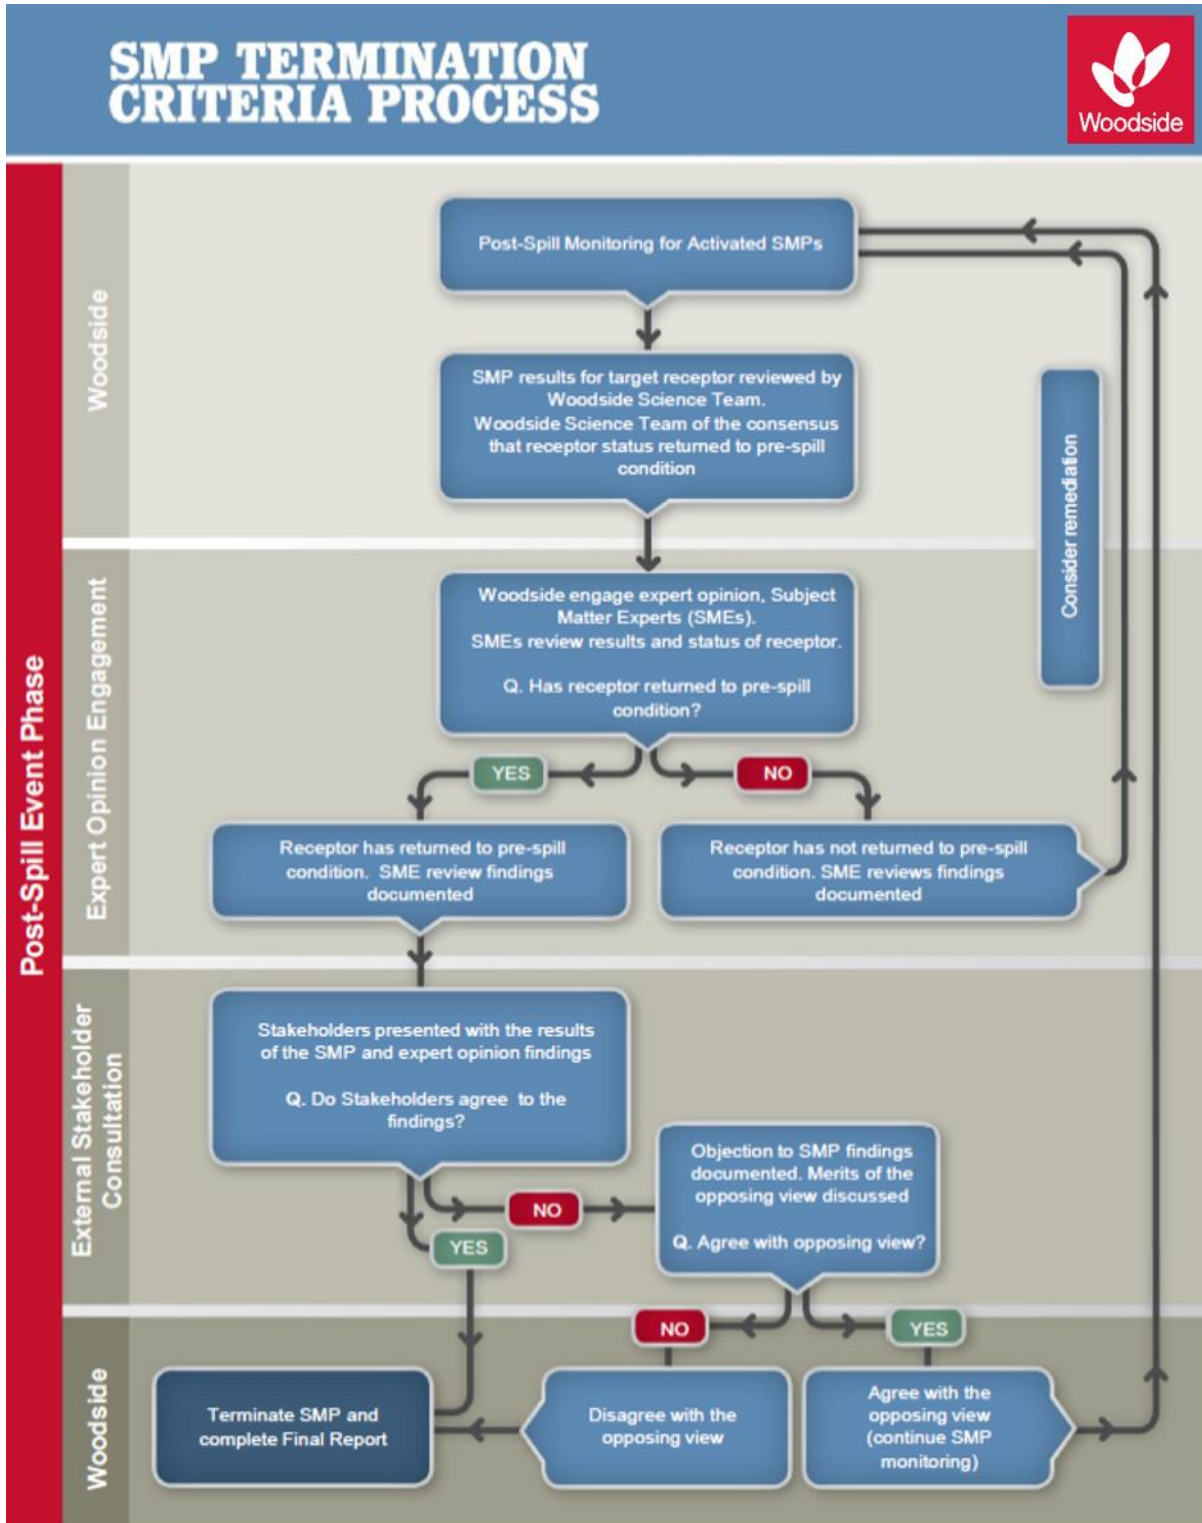 SMP TERMINATION
CRITERIA PROCESS
Woodside
Post-Spill Event Phase
Woodside
Post-Spill Monitoring for Activated SMPs
SMP results for target receptor reviewed by
Woodside Science Team.
Woodside Science Team of the consensus
that receptor status returned to pre-spill
condition
Consider remediation
Expert Opinion Engagement
Woodside engage expert opinion, Subject
Matter Experts (SMEs).
SMEs review results and status of receptor.
Q. Has receptor returned to pre-spill
condition?
YES
NO
Receptor has returned to pre-spill
condition. SME review findings
documented
Receptor has not returned to pre-spill
condition. SME reviews findings
documented
External Stakeholder
Consultation
Stakeholders presented with the results
of the SMP and expert opinion findings
Q. Do Stakeholders agree to the
findings?
NO
YES
Objection to SMP findings
documented. Merits of the
opposing view discussed
Q. Agree with opposing view?
NO
YES
Woodside
Terminate SMP and
complete Final Report
Disagree with the
opposing view
Agree with the
opposing view
(continue SMP
monitoring)